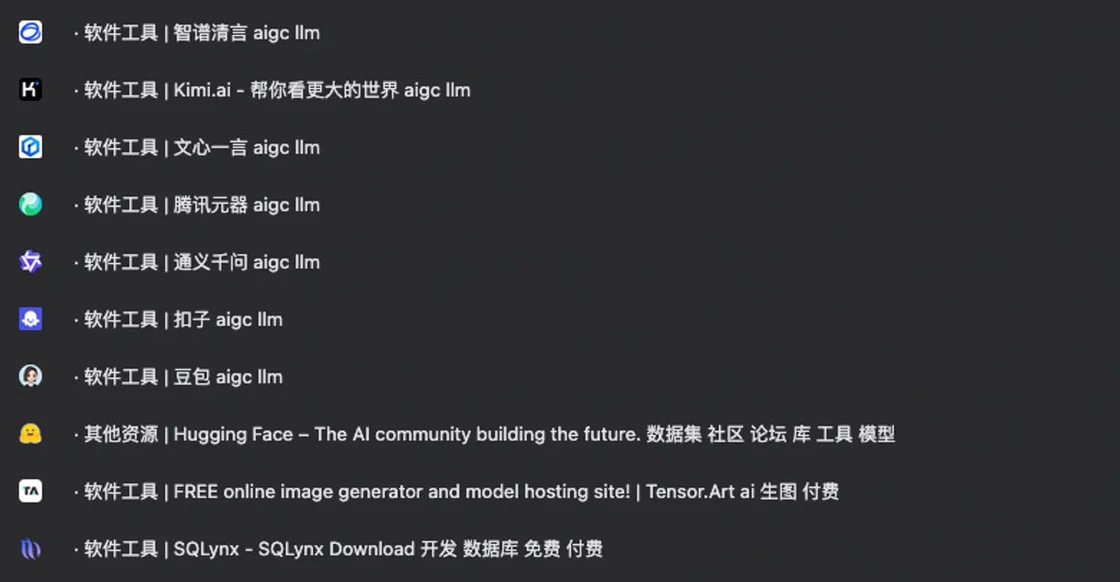 · 软件工具 | 智谱清言 aigc llm
· 软件工具 | Kimi.ai - 帮你看更大的世界 aigc llm
· 软件工具 | 文心一言 aigc llm
· 软件工具 | 腾讯元器 aigc llm
· 软件工具 | 通义千问 aigc llm
· 软件工具 | 扣子 aigc llm
· 软件工具 | 豆包 aigc llm
· 其他资源 | Hugging Face – The AI community building the future. 数据集 社区 论坛 库 工具 模型
· 软件工具 | FREE online image generator and model hosting site! | Tensor.Art ai 生图 付费
· 软件工具 | SQLynx - SQLynx Download 开发 数据库 免费 付费